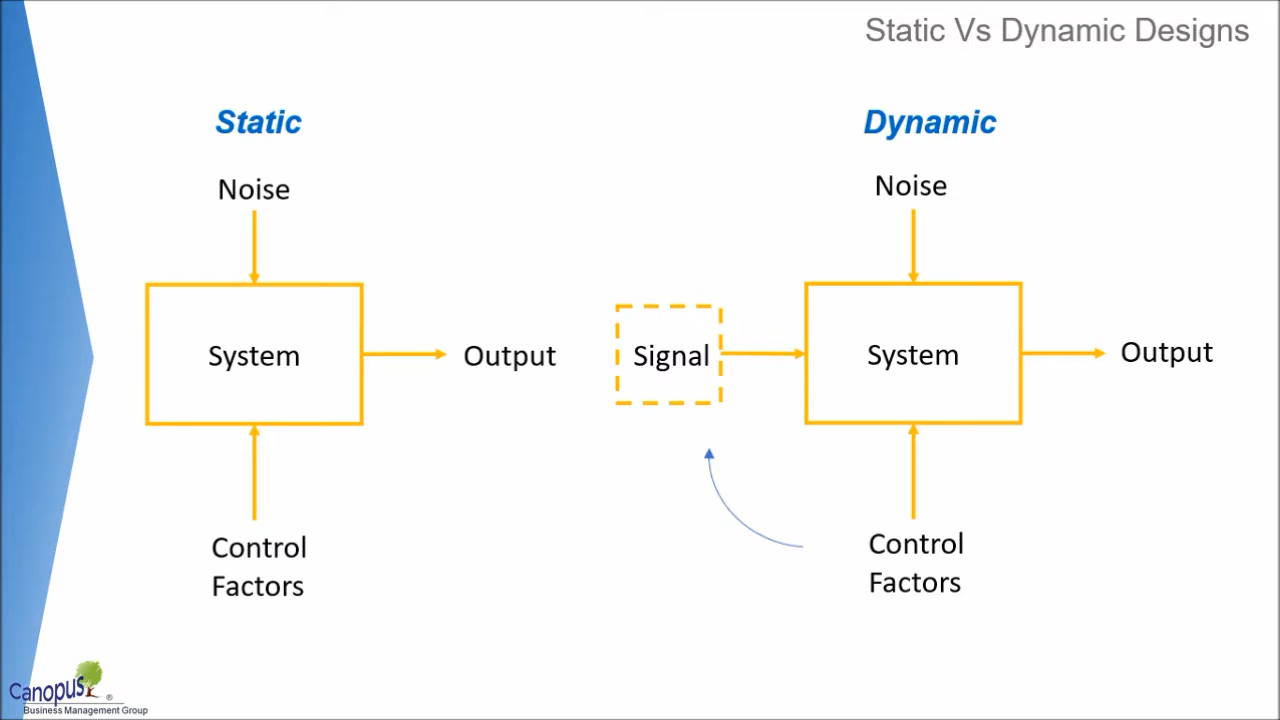 Static Vs Dynamic Designs
Static
Noise
System
Output
Control
Factors
Dynamic
Noise
Signal
System
Output
Control
Factors
Canopus
®
Business Management Group